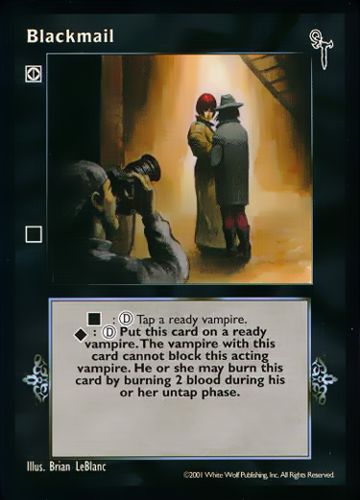 Blackmail
: D Tap a ready vampire.
: D Put this card on a ready
vampire. The vampire with this
card cannot block this acting
vampire. He or she may burn this
card by burning 2 blood during his
or her untap phase.
Illus. Brian LeBlanc
©2001 White Wolf Publishing, Inc. All Rights Reserved.